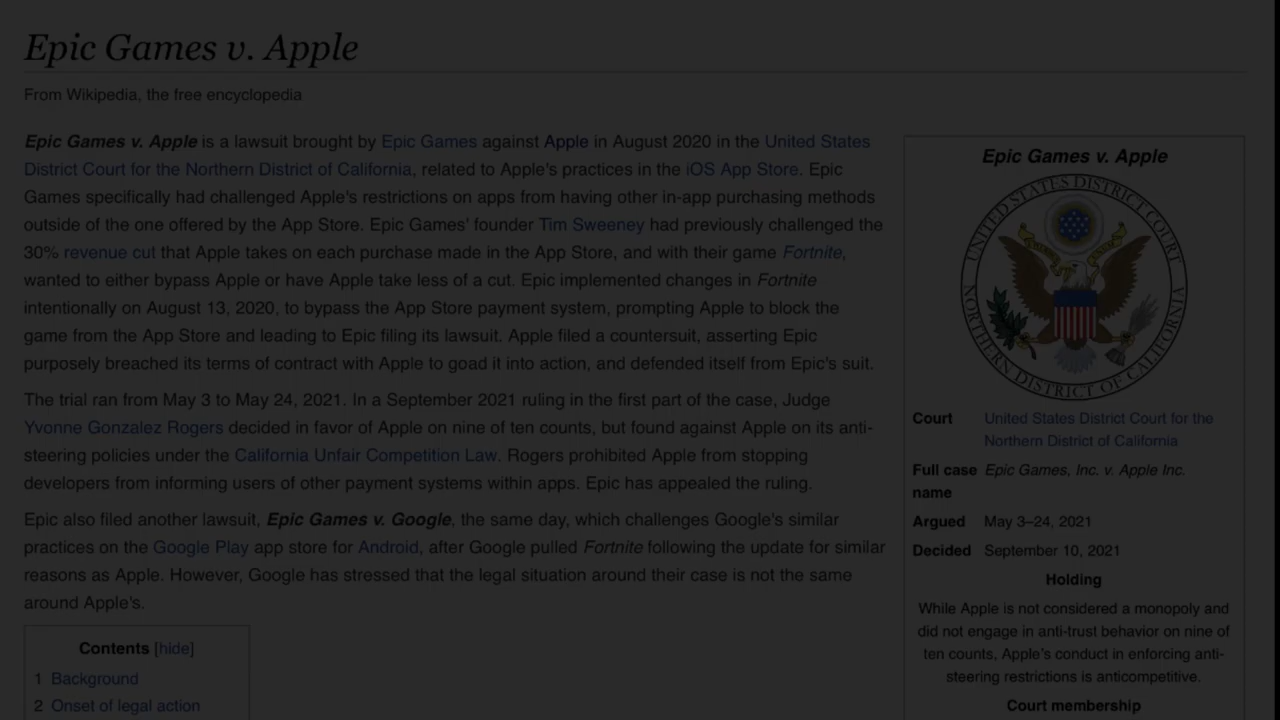 Epic Games v. Apple
From Wikipedia, the free encyclopedia
Epic Games v. Apple is a lawsuit brought by Epic Games against Apple in August 2020 in the United States
District Court for the Northern District of California, related to Apple's practices in the iOS App Store. Epic
Games specifically had challenged Apple's restrictions on apps from having other in-app purchasing methods
outside of the one offered by the App Store. Epic Games' founder Tim Sweeney had previously challenged the
30% revenue cut that Apple takes on each purchase made in the App Store, and with their game Fortnite,
wanted to either bypass Apple or have Apple take less of a cut. Epic implemented changes in Fortnite
intentionally on August 13, 2020, to bypass the App Store payment system, prompting Apple to block the
game from the App Store and leading to Epic filing its lawsuit. Apple filed a countersuit, asserting Epic
purposely breached its terms of contract with Apple to goad it into action, and defended itself from Epic's suit.
The trial ran from May 3 to May 24, 2021. In a September 2021 ruling in the first part of the case, Judge
Yvonne Gonzalez Rogers decided in favor of Apple on nine of ten counts, but found against Apple on its anti-
steering policies under the California Unfair Competition Law. Rogers prohibited Apple from stopping
developers from informing users of other payment systems within apps. Epic has appealed the ruling.
Epic also filed another lawsuit, Epic Games v. Google, the same day, which challenges Google's similar
practices on the Google Play app store for Android, after Google pulled Fortnite following the update for similar
reasons as Apple. However, Google has stressed that the legal situation around their case is not the same
around Apple's.
Contents [hide]
1 Background
2 Onset of legal action
Epic Games v. Apple
UNITED STATES DISTRICT COURT
NORTHERN DISTRICT OF CALIFORNIA
Court United States District Court for the
Northern District of California
Full case Epic Games, Inc. v. Apple Inc.
name
Argued May 3–24, 2021
Decided September 10, 2021
Holding
While Apple is not considered a monopoly and
did not engage in anti-trust behavior on nine of
ten counts, Apple's conduct in enforcing anti-
steering restrictions is anticompetitive.
Court membership